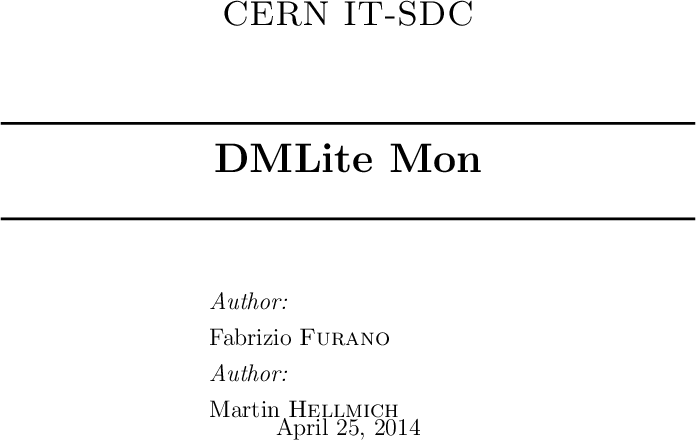 CERN IT-SDC
DMLite Mon
Author:
Fabrizio Furano
Author:
Martin Hellmich
April 25, 2014